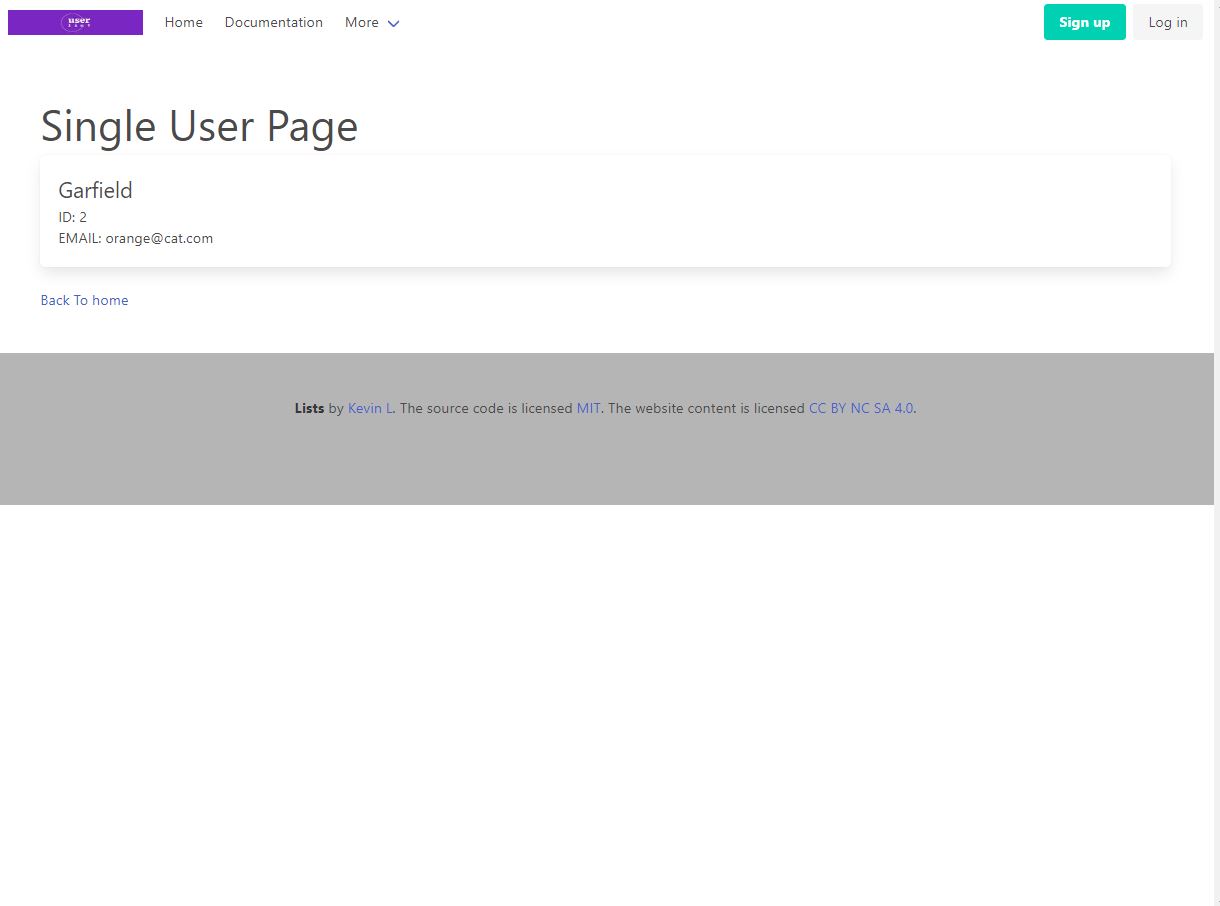 user
LIST
Home
Documentation
More
Sign up
Log in
Single User Page
Garfield
ID: 2
EMAIL: orange@cat.com
Back To home
Lists by Kevin L. The source code is licensed MIT. The website content is licensed CC BY NC SA 4.0.